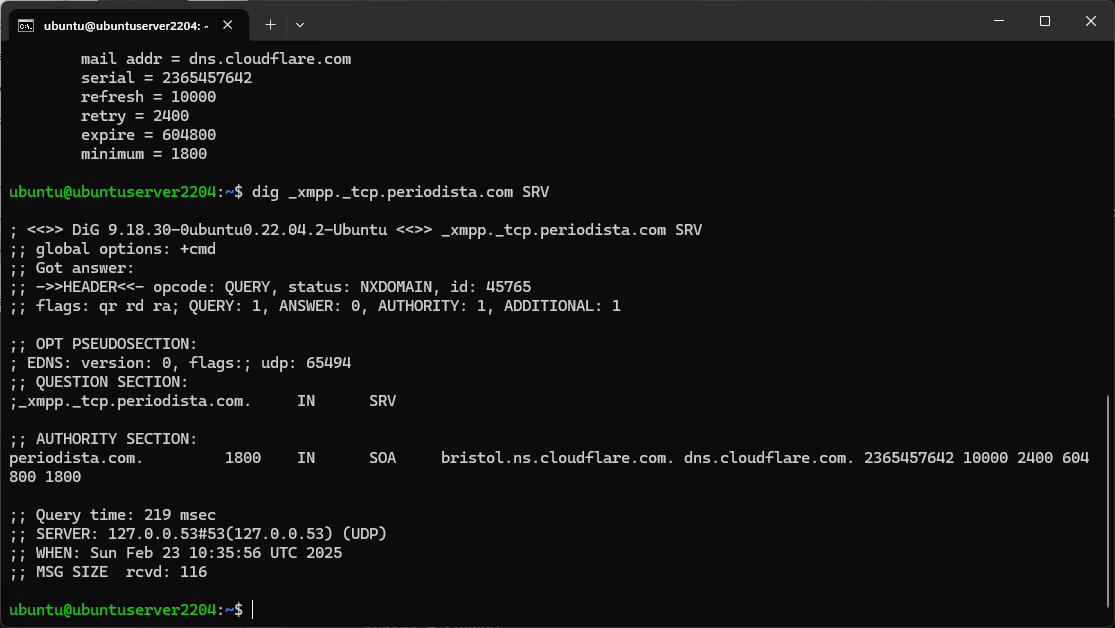 ubuntu@ubuntuserver2204: ~
mail addr = dns.cloudflare.com
serial = 2365457642
refresh = 10000
retry = 2400
expire = 604800
minimum = 1800
ubuntu@ubuntuserver2204:~$ dig _xmpp._tcp.periodista.com SRV
; <<>> DiG 9.18.30-0ubuntu0.22.04.2-Ubuntu <<>> _xmpp._tcp.periodista.com SRV
;; global options: +cmd
;; Got answer:
;; ->>HEADER<<- opcode: QUERY, status: NXDOMAIN, id: 45765
;; flags: qr rd ra; QUERY: 1, ANSWER: 0, AUTHORITY: 1, ADDITIONAL: 1
;; OPT PSEUDOSECTION:
; EDNS: version: 0, flags:; udp: 65494
;; QUESTION SECTION:
;_xmpp._tcp.periodista.com. IN SRV
;; AUTHORITY SECTION:
periodista.com. 1800 IN SOA bristol.ns.cloudflare.com. dns.cloudflare.com. 2365457642 10000 2400 604
800 1800
;; Query time: 219 msec
;; SERVER: 127.0.0.53#53(127.0.0.53) (UDP)
;; WHEN: Sun Feb 23 10:35:56 UTC 2025
;; MSG SIZE rcvd: 116
ubuntu@ubuntuserver2204:~$